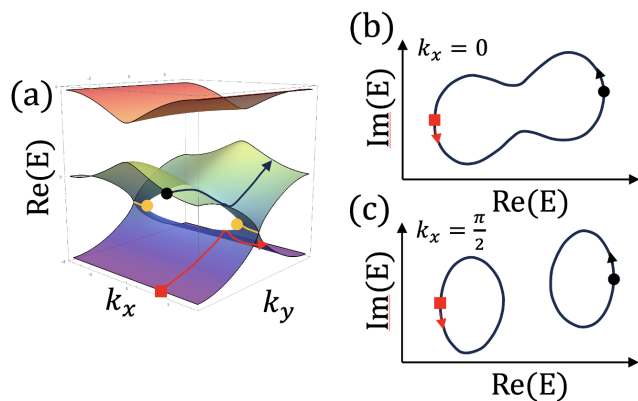 (a)
Re(E)
k_x
k_y
(b)
k_x = 0
Im(E)
Re(E)
(c)
k_x = π/2
Im(E)
Re(E)